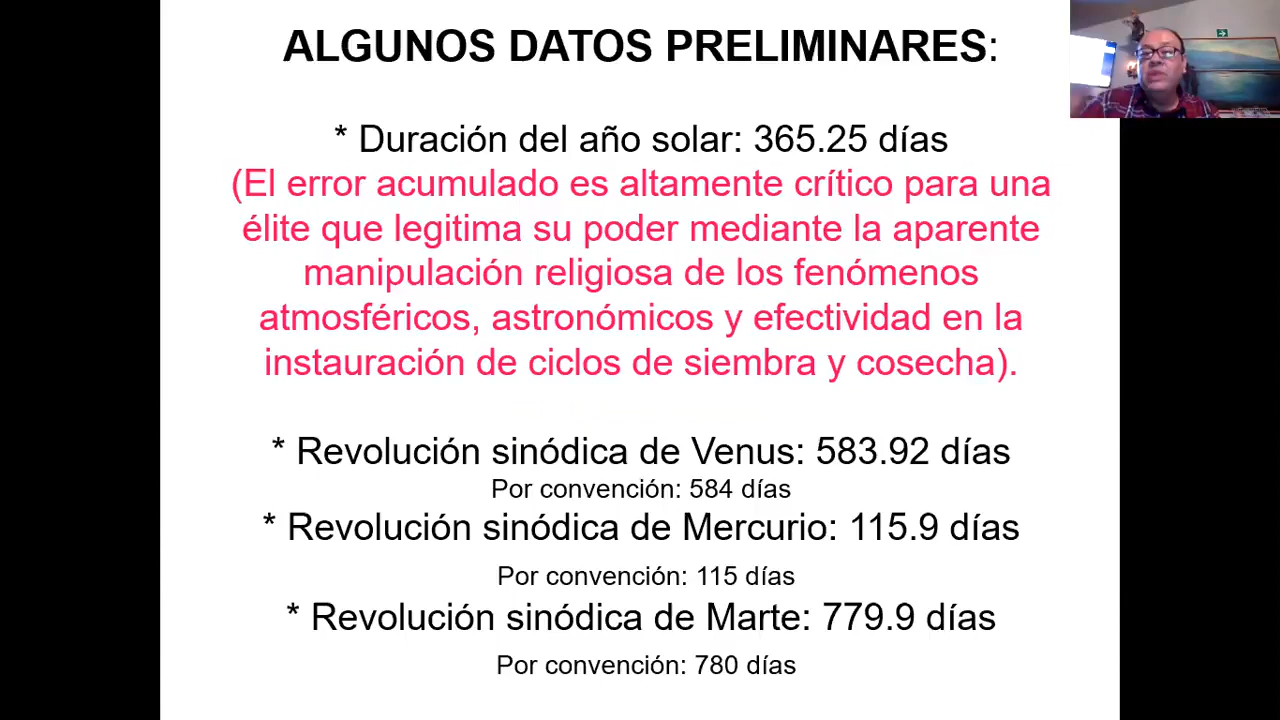 ALGUNOS DATOS PRELIMINARES:
* Duración del año solar: 365.25 días
(El error acumulado es altamente crítico para una
élite que legitima su poder mediante la aparente
manipulación religiosa de los fenómenos
atmosféricos, astronómicos y efectividad en la
instauración de ciclos de siembra y cosecha).
* Revolución sinódica de Venus: 583.92 días
Por convención: 584 días
* Revolución sinódica de Mercurio: 115.9 días
Por convención: 115 días
* Revolución sinódica de Marte: 779.9 días
Por convención: 780 días